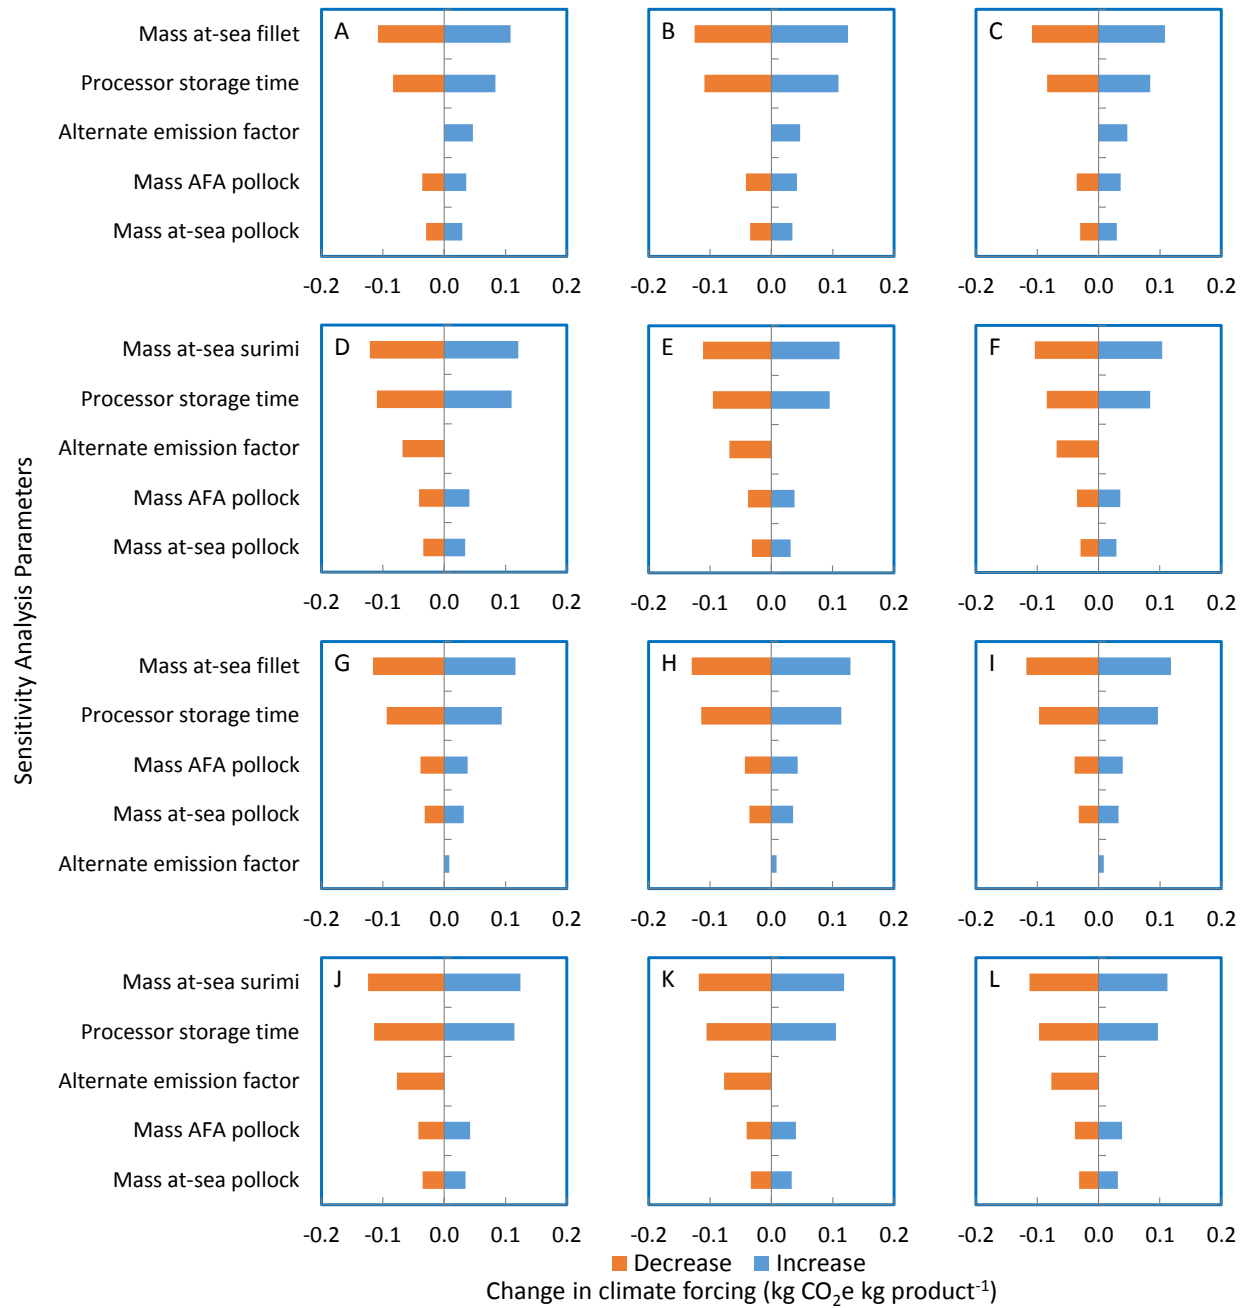 Sensitivity Analysis Parameters
Mass at-sea fillet
Processor storage time
Alternate emission factor
Mass AFA pollock
Mass at-sea pollock
A
B
C
-0.2 -0.1 0.0 0.1 0.2
-0.2 -0.1 0.0 0.1 0.2
-0.2 -0.1 0.0 0.1 0.2
Mass at-sea surimi
Processor storage time
Alternate emission factor
Mass AFA pollock
Mass at-sea pollock
D
E
F
-0.2 -0.1 0.0 0.1 0.2
-0.2 -0.1 0.0 0.1 0.2
-0.2 -0.1 0.0 0.1 0.2
Mass at-sea fillet
Processor storage time
Mass AFA pollock
Mass at-sea pollock
Alternate emission factor
G
H
I
-0.2 -0.1 0.0 0.1 0.2
-0.2 -0.1 0.0 0.1 0.2
-0.2 -0.1 0.0 0.1 0.2
Mass at-sea surimi
Processor storage time
Alternate emission factor
Mass AFA pollock
Mass at-sea pollock
J
K
L
-0.2 -0.1 0.0 0.1 0.2
-0.2 -0.1 0.0 0.1 0.2
-0.2 -0.1 0.0 0.1 0.2
Decrease Increase
Change in climate forcing (kg CO₂e kg product⁻¹)